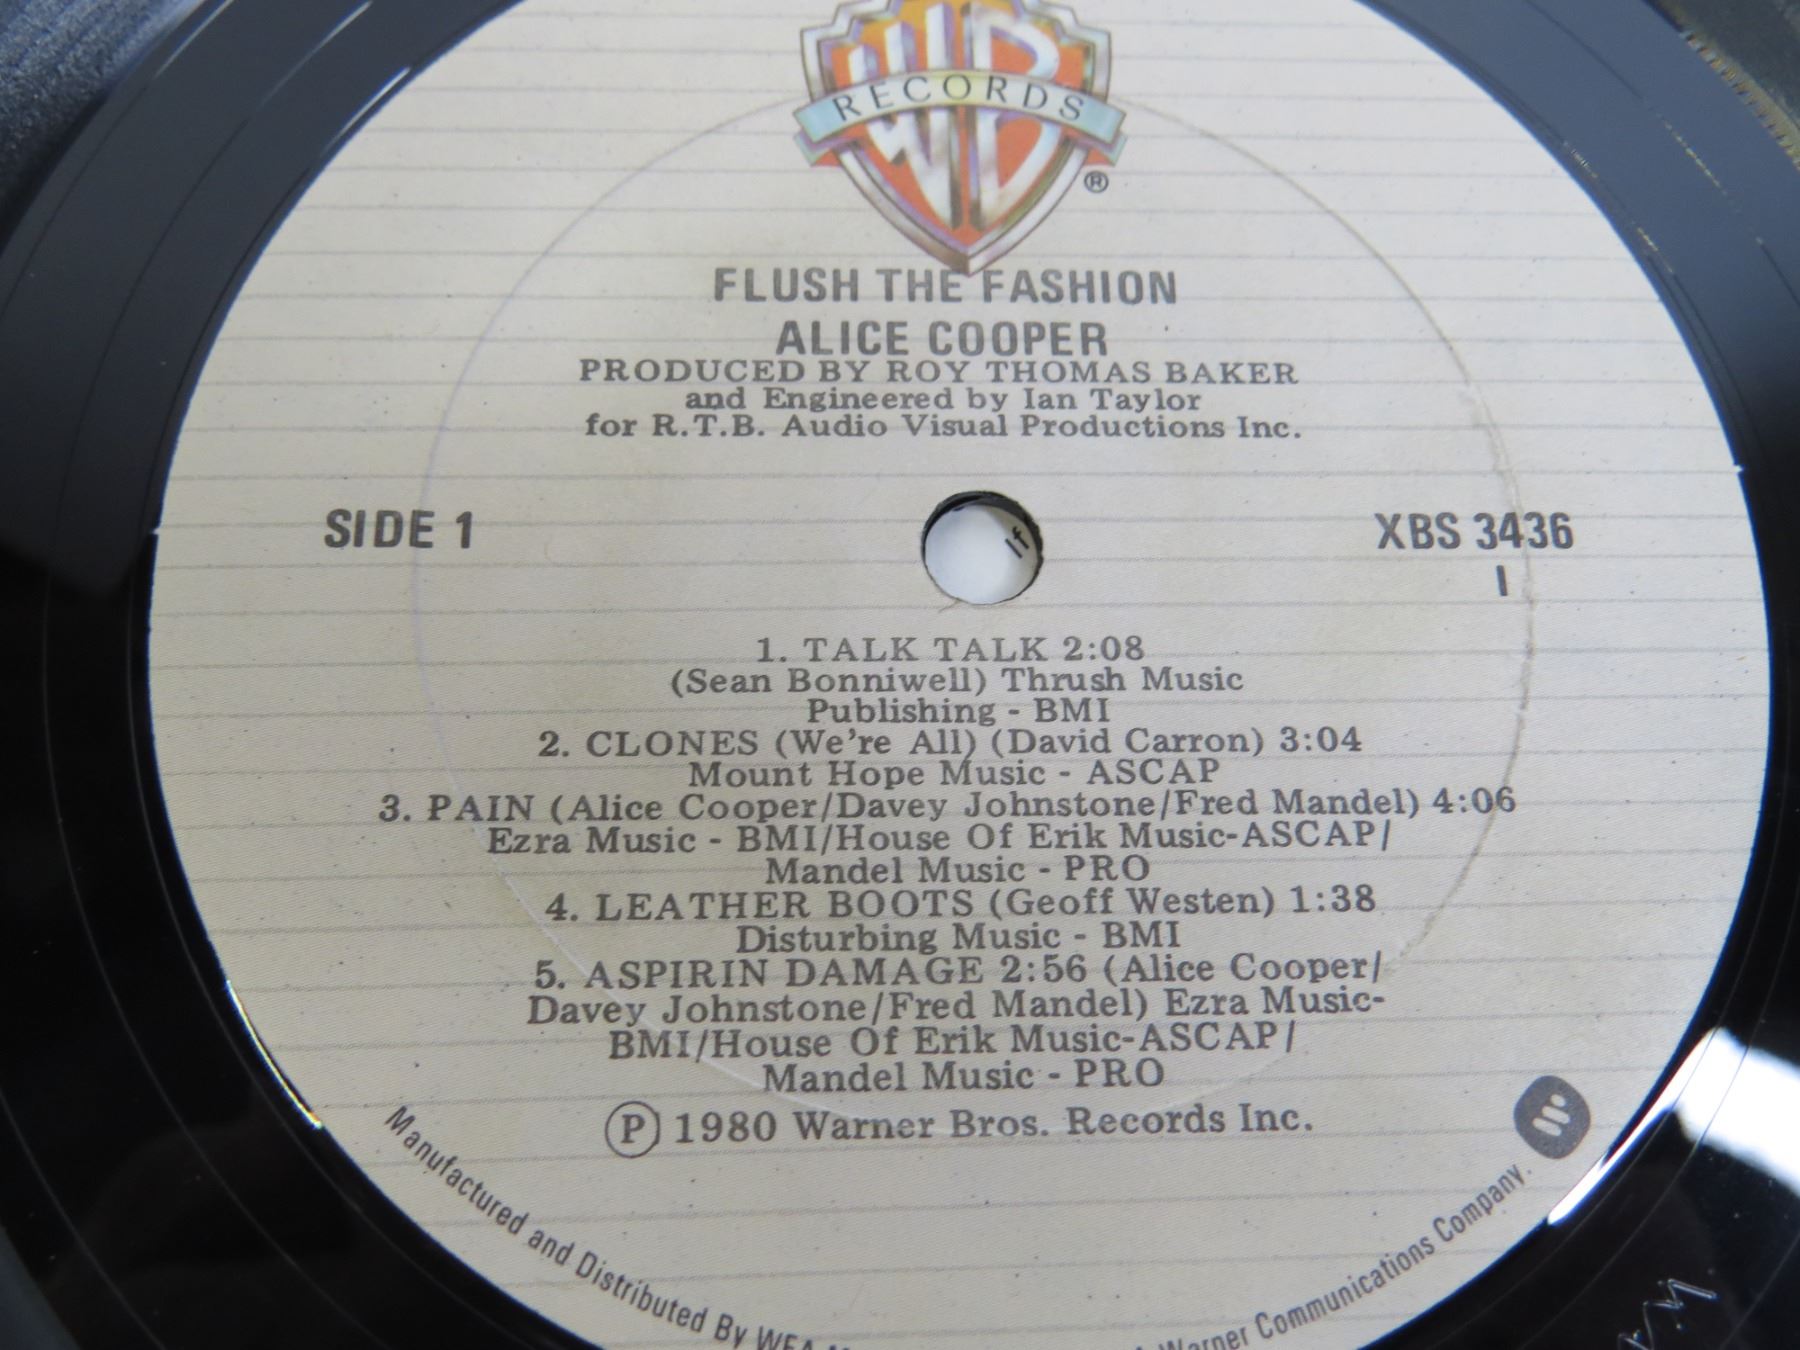 WB
RECORDS
®
FLUSH THE FASHION
ALICE COOPER
PRODUCED BY ROY THOMAS BAKER
and Engineered by Ian Taylor
for R.T.B. Audio Visual Productions Inc.
SIDE 1
XBS 3436
1
1. TALK TALK 2:08
(Sean Bonniwell) Thrush Music
Publishing - BMI
2. CLONES (We're All) (David Carron) 3:04
Mount Hope Music - ASCAP
3. PAIN (Alice Cooper/Davey Johnstone/Fred Mandel) 4:06
Ezra Music - BMI/House Of Erik Music-ASCAP/
Mandel Music - PRO
4. LEATHER BOOTS (Geoff Westen) 1:38
Disturbing Music - BMI
5. ASPIRIN DAMAGE 2:56 (Alice Cooper/
Davey Johnstone/Fred Mandel) Ezra Music-
BMI/House Of Erik Music-ASCAP/
Mandel Music - PRO
Ⓟ 1980 Warner Bros. Records Inc.
Manufactured and Distributed By WEA
Warner Communications Company.